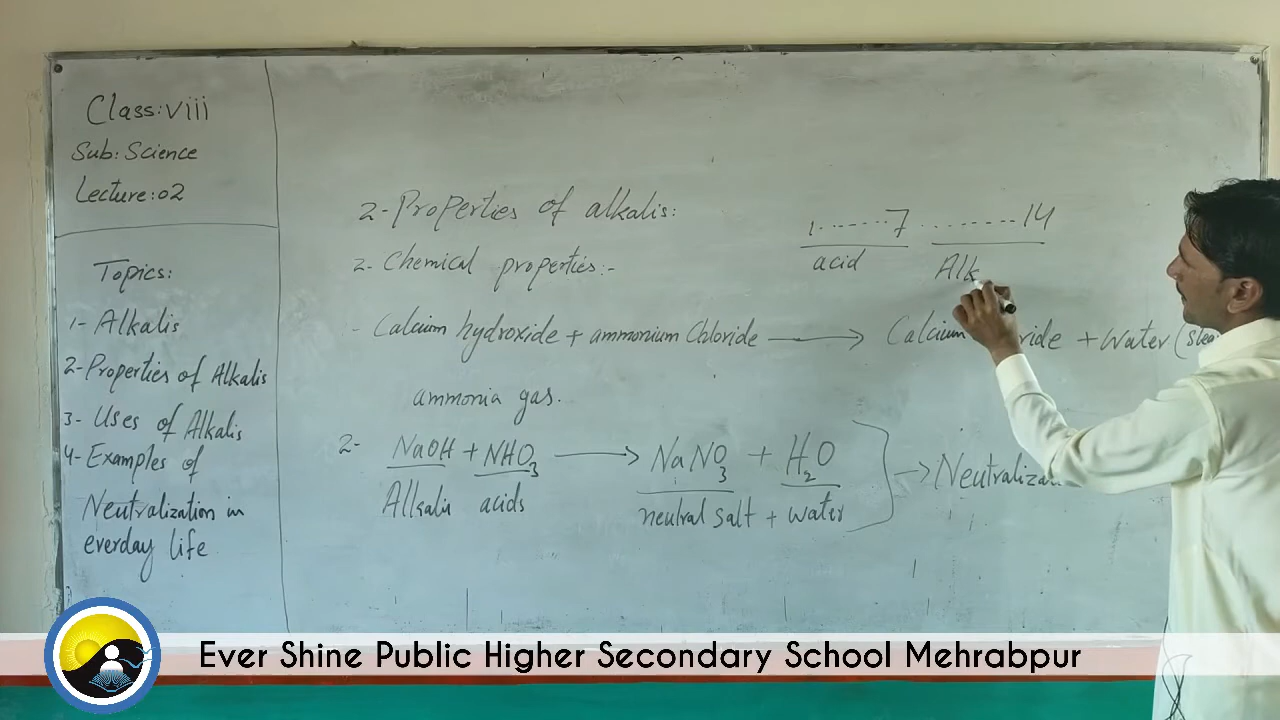 Class: viii
Sub: Science
Lecture: 02
Topics:
1- Alkalis
2- Properties of Alkalis
3- Uses of Alkalis
4- Examples of
Neutralization in
everday life
2- Properties of alkalis:
1.......7 ........14
acid Alk
2- Chemical properties:-
- Calcium hydroxide + ammonium Chloride → Calcium ride + Water (Stea
ammonia gas.
2- NaOH + NHO3 → NaNO3 + H2O → Neutraliza
Alkalis acids neutral salt + water
Ever Shine Public Higher Secondary School Mehrabpur